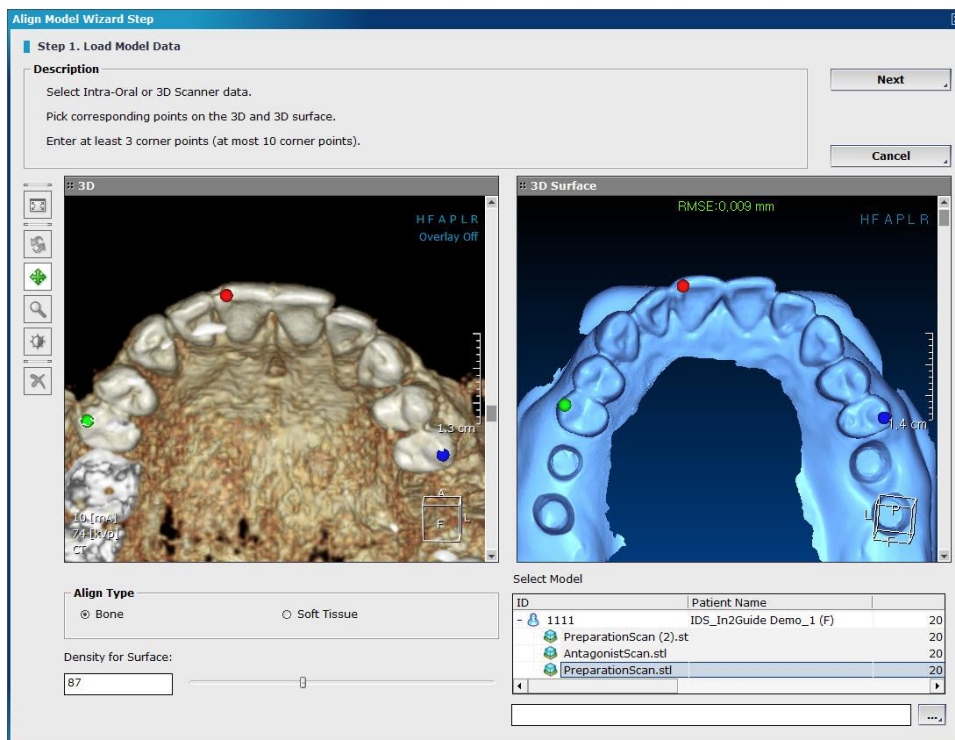 Align Model Wizard Step
Step 1. Load Model Data
Description
Select Intra-Oral or 3D Scanner data.
Pick corresponding points on the 3D and 3D surface.
Enter at least 3 corner points (at most 10 corner points).
Next
Cancel
3D
H F A P L R
Overlay Off
1,3 cm
10 [mA]
74 [kVp]
CT
A
F
L
3D Surface
RMSE:0,009 mm
H F A P L R
1,4 cm
L
P
F
Align Type
Bone
Soft Tissue
Density for Surface:
87
Select Model
ID Patient Name
- 1111 IDS_In2Guide Demo_1 (F) 20
PreparationScan (2).st 20
AntagonistScan.stl 20
PreparationScan.stl 20
...